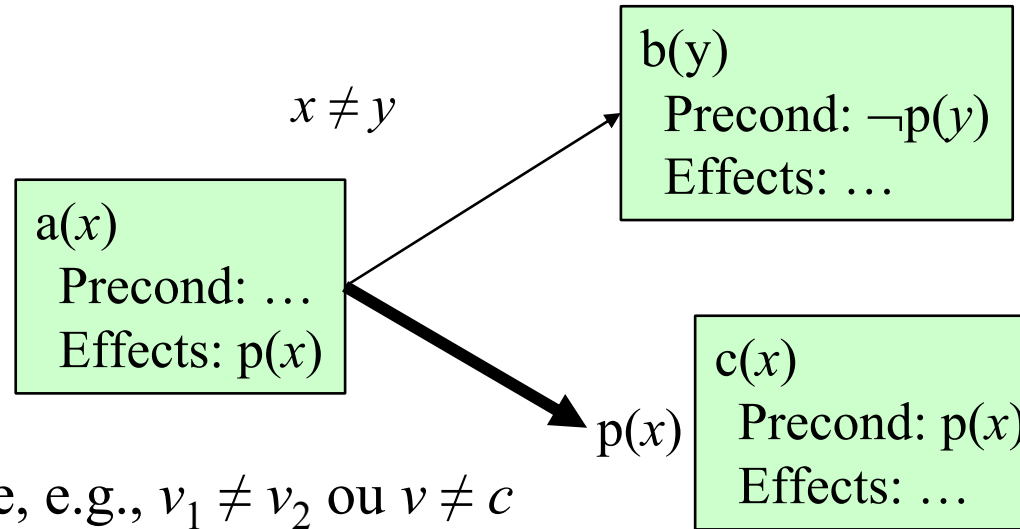 b(y)
Precond: ¬p(y)
Effects: …
x ≠ y
a(x)
Precond: …
Effects: p(x)
c(x)
Precond: p(x)
Effects: …
p(x)
e.g., v₁ ≠ v₂ ou v ≠ c